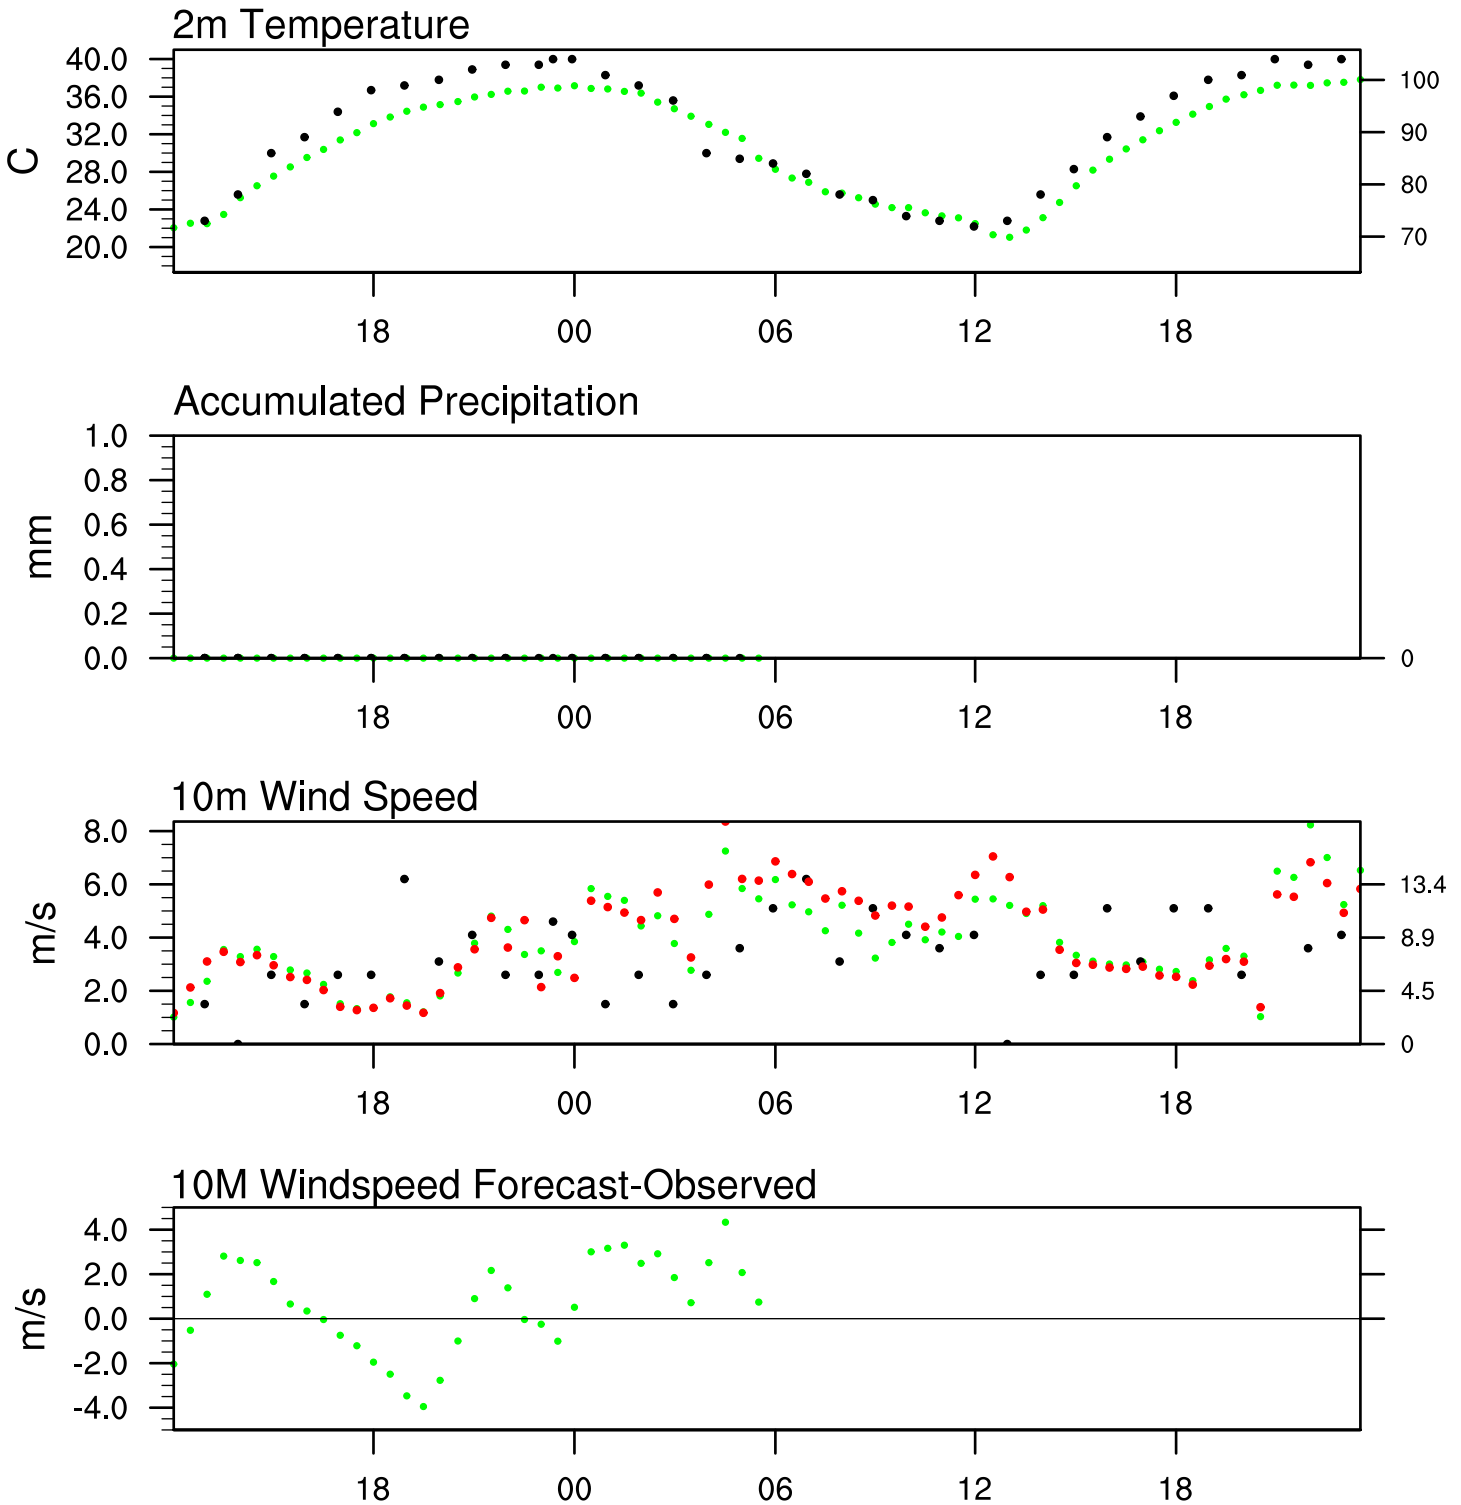 2m Temperature
40.0
36.0
32.0
28.0
24.0
20.0
C
100
90
80
70
18 00 06 12 18
Accumulated Precipitation
1.0
0.8
0.6
0.4
0.2
0.0
mm
0
18 00 06 12 18
10m Wind Speed
8.0
6.0
4.0
2.0
0.0
m/s
13.4
8.9
4.5
0
18 00 06 12 18
10M Windspeed Forecast-Observed
4.0
2.0
0.0
-2.0
-4.0
m/s
18 00 06 12 18